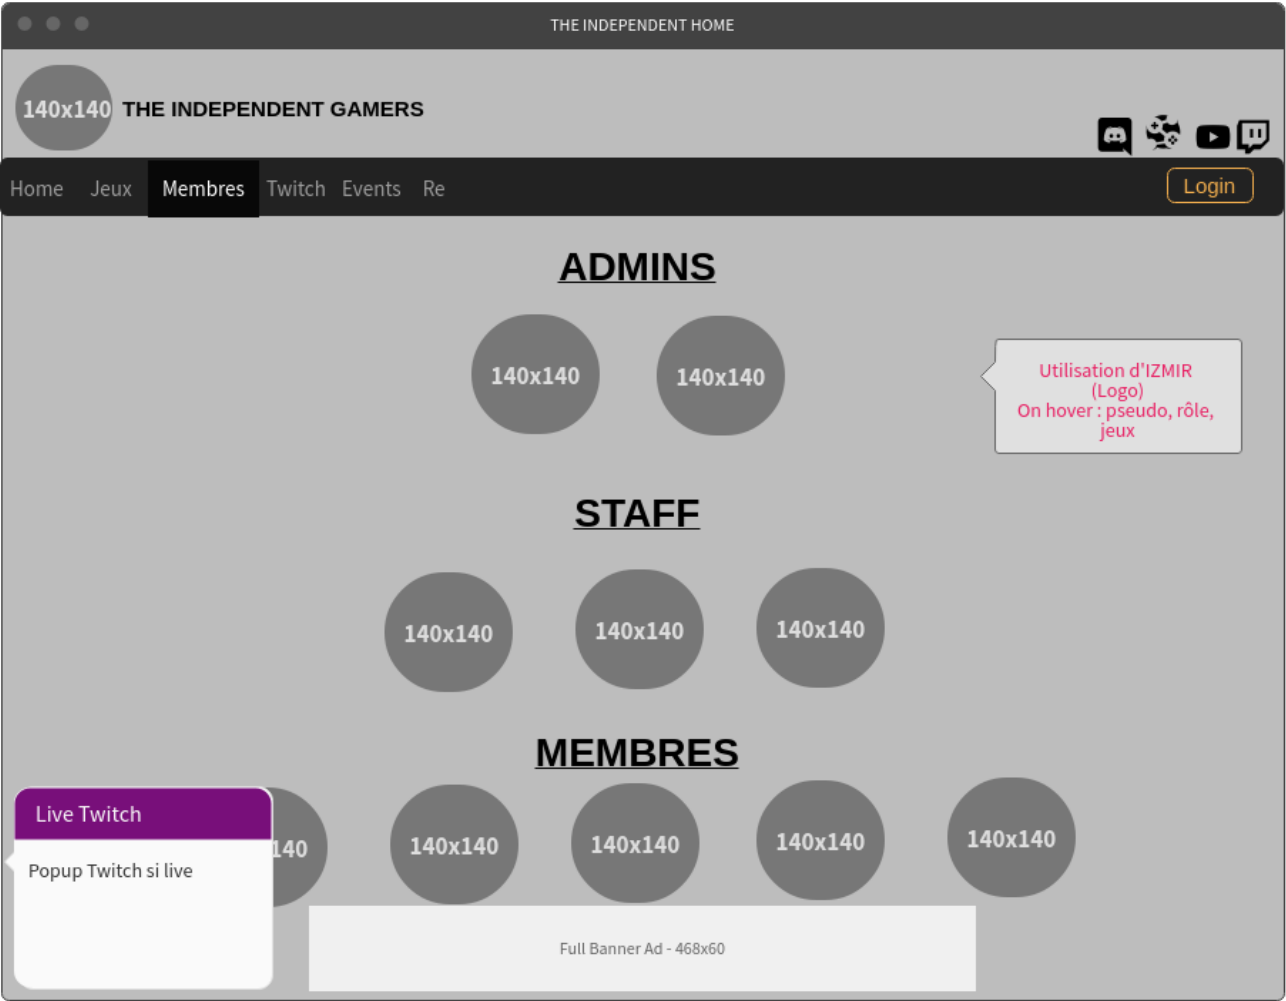 THE INDEPENDENT HOME
140x140 THE INDEPENDENT GAMERS
Home Jeux Membres Twitch Events Re Login
ADMINS
140x140 140x140
Utilisation d'IZMIR
(Logo)
On hover : pseudo, rôle,
jeux
STAFF
140x140 140x140 140x140
MEMBRES
140 140x140 140x140 140x140 140x140
Live Twitch
Popup Twitch si live
Full Banner Ad - 468x60